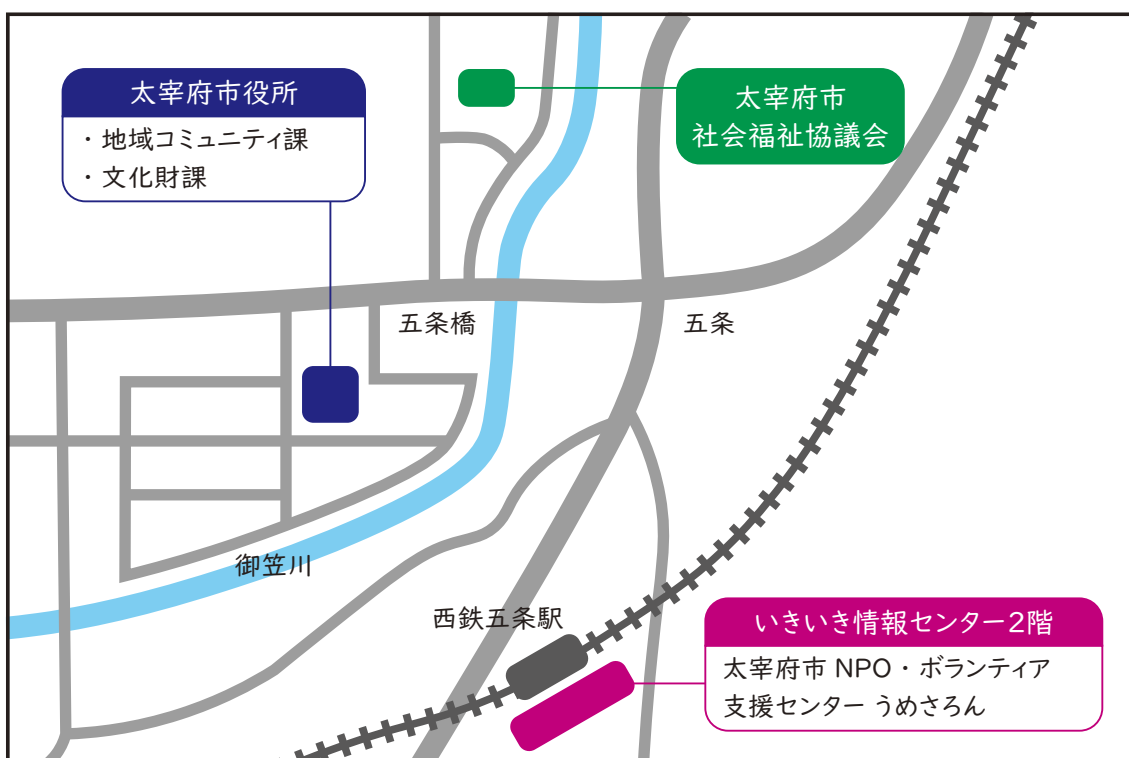 太宰府市役所
・地域コミュニティ課
・文化財課
太宰府市
社会福祉協議会
五条橋
五条
御笠川
西鉄五条駅
いきいき情報センター2階
太宰府市 NPO・ボランティア
支援センター うめさろん